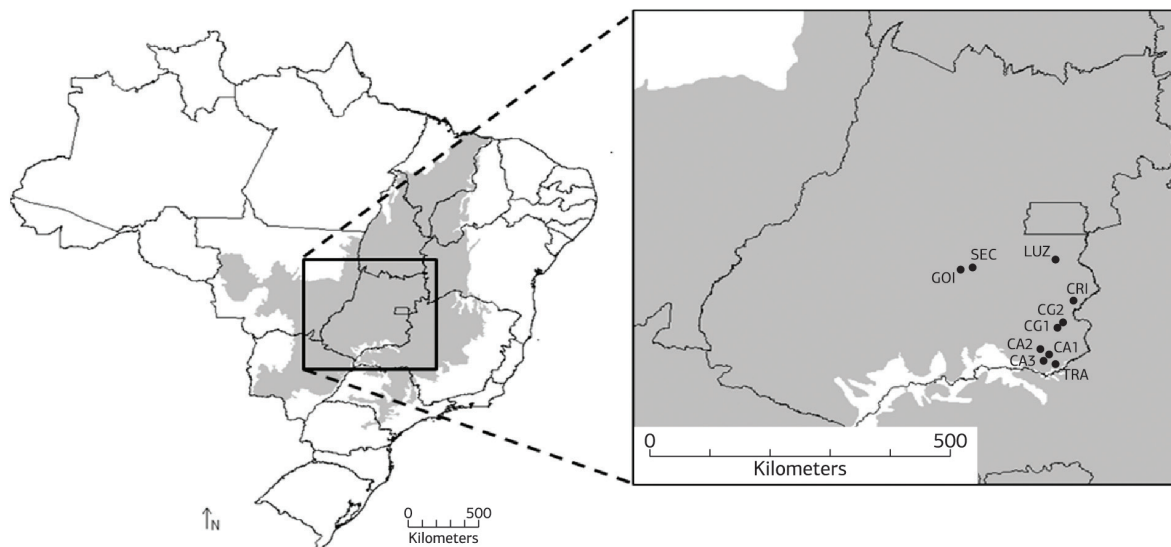 SEC
LUZ
GOI
CRI
CG2
CG1
CA2
CA1
CA3
TRA
0 500
Kilometers
N
0 500
Kilometers